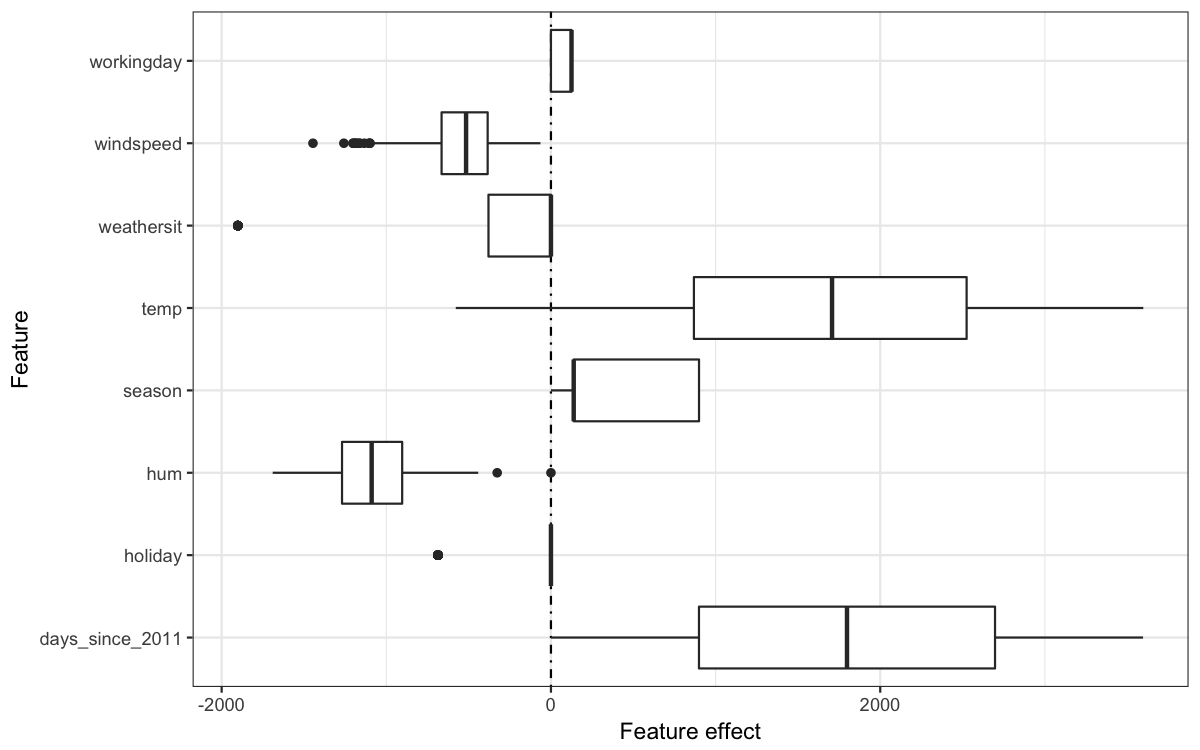 workingday
windspeed
weathersit
temp
season
hum
holiday
days_since_2011
Feature
-2000
0
2000
Feature effect